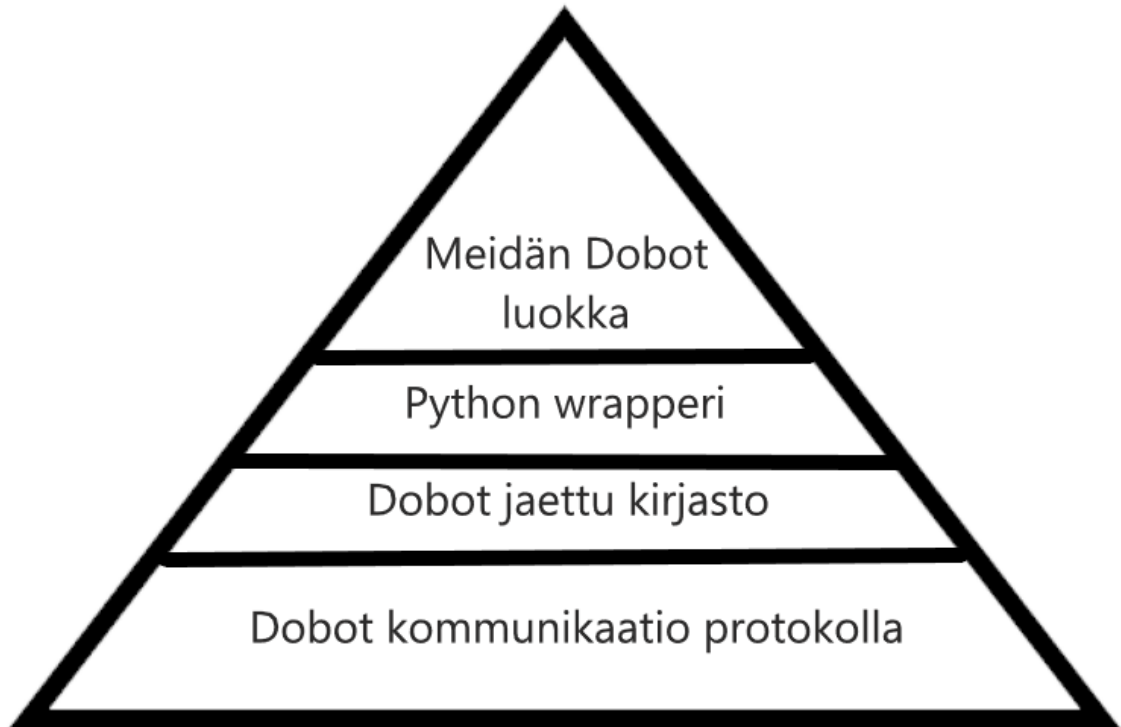 Meidän Dobot
luokka
Python wrapperi
Dobot jaettu kirjasto
Dobot kommunikaatio protokolla